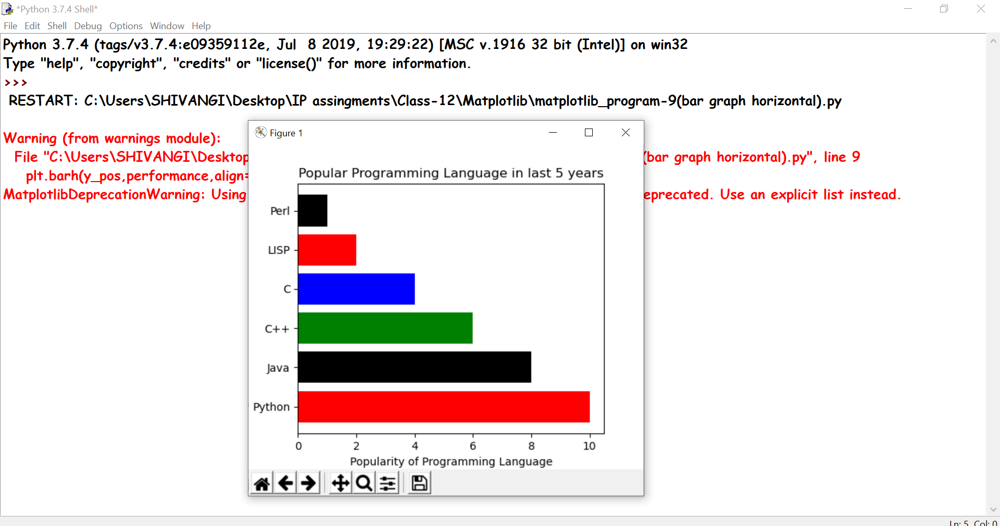 *Python 3.7.4 Shell*
File Edit Shell Debug Options Window Help
Python 3.7.4 (tags/v3.7.4:e09359112e, Jul  8 2019, 19:29:22) [MSC v.1916 32 bit (Intel)] on win32
Type "help", "copyright", "credits" or "license()" for more information.
>>>
RESTART: C:\Users\SHIVANGI\Desktop\IP assingments\Class-12\Matplotlib\matplotlib_program-9(bar graph horizontal).py
Warning (from warnings module):
File "C:\Users\SHIVANGI\Desktop (bar graph horizontal).py", line 9
plt.barh(y_pos,performance,align=
MatplotlibDeprecationWarning: Using eprecated. Use an explicit list instead.
Figure 1
Popular Programming Language in last 5 years
Perl
LISP
C
C++
Java
Python
0 2 4 6 8 10
Popularity of Programming Language
Ln: 5 Col: 0